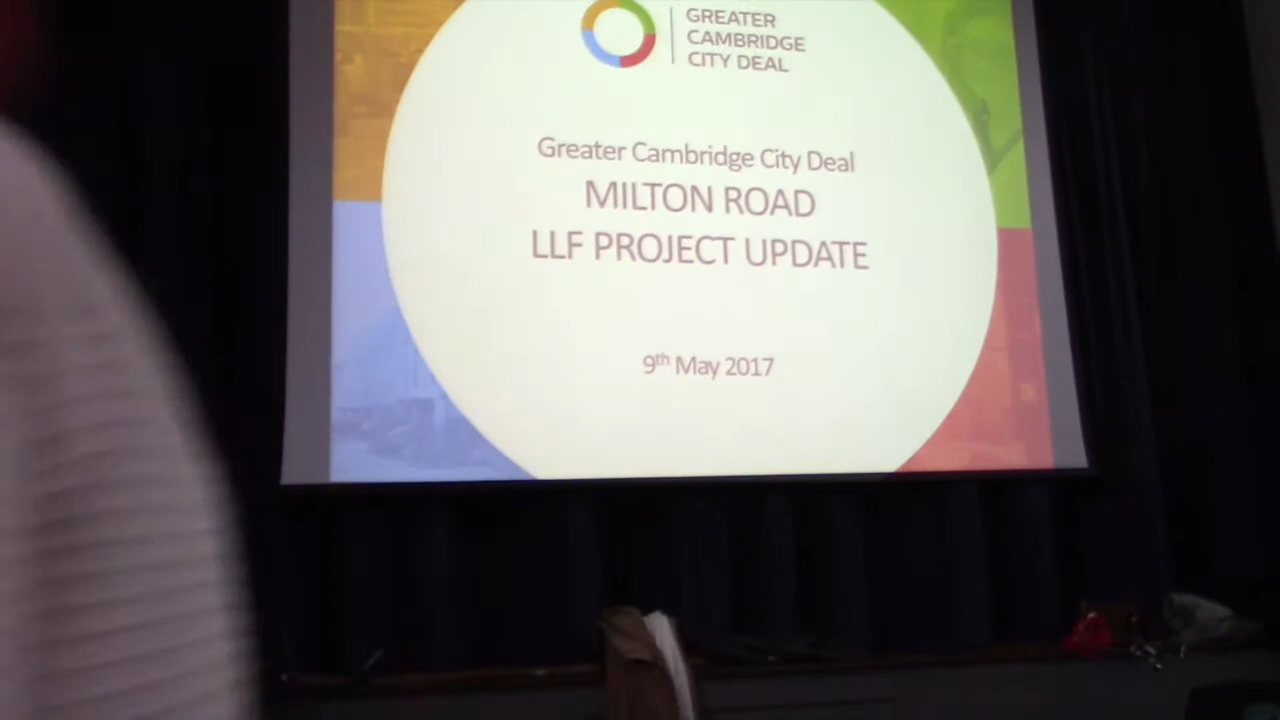 GREATER
CAMBRIDGE
CITY DEAL
Greater Cambridge City Deal
MILTON ROAD
LLF PROJECT UPDATE
9th May 2017